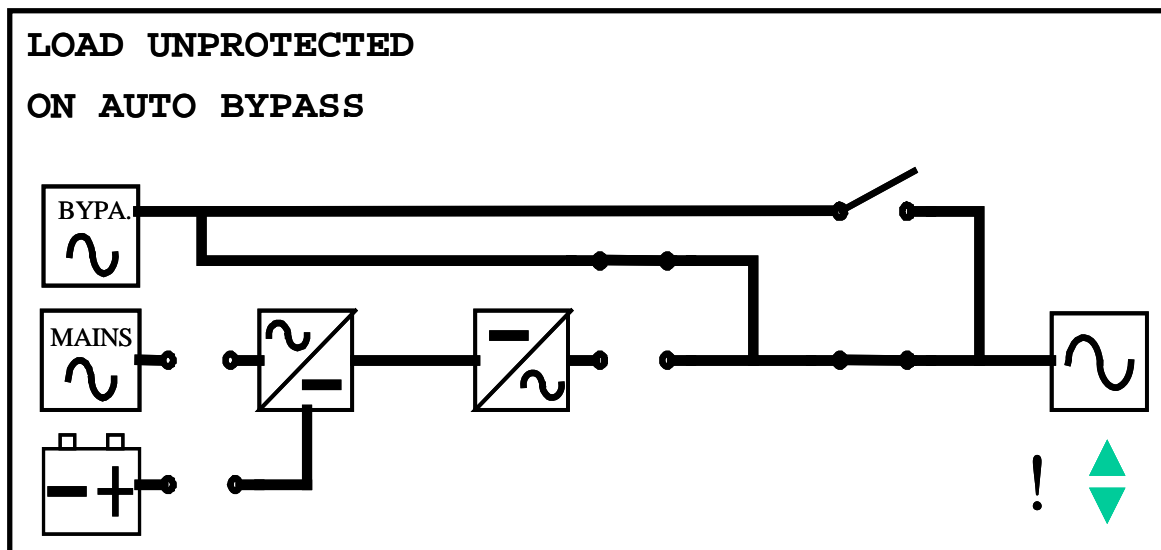 LOAD UNPROTECTED
ON AUTO BYPASS
BYPA.
MAINS
!